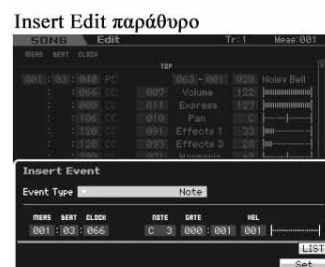 Insert Edit παράθυρο
SONG Edit Tr:1 Meas:001
MEAS BEAT CLOCK
TOP
001 : 03 : 040 PC 063 - 001 028 Noisy Bell
: : 066 CC 007 Volume 122
: : 080 CC 011 Express 127
: : 106 CC 010 Pan C
: : 120 CC 091 Effects 1 33
: : 120 CC 093 Effects 3 20
Insert Event
Event Type Note
MEAS BEAT CLOCK NOTE GATE VEL
001 : 03 : 066 C 3 000 : 001 001
LIST
Set